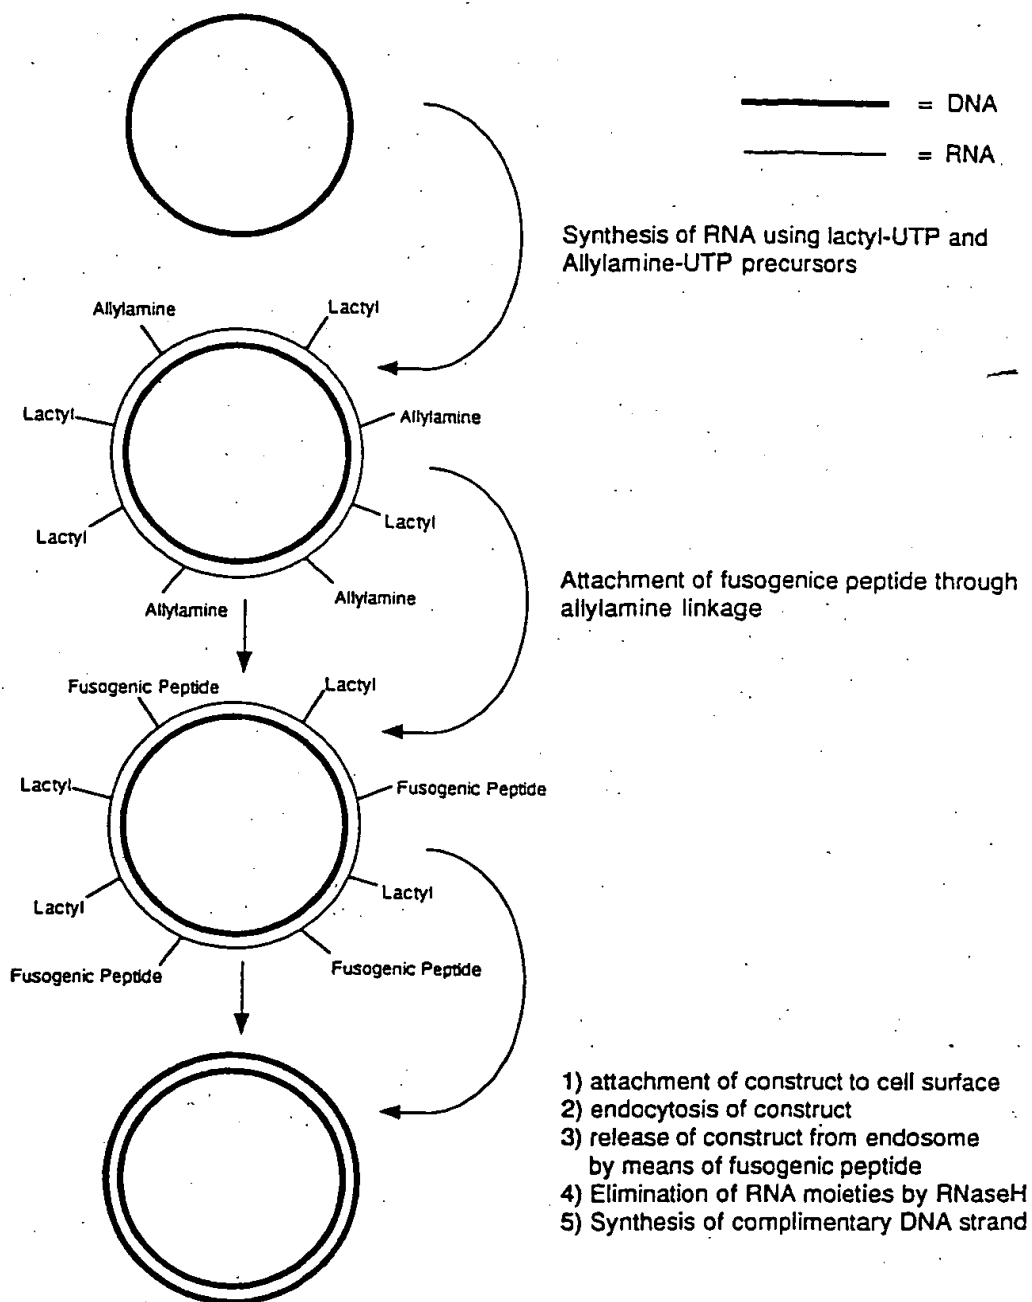 = DNA
= RNA
Synthesis of RNA using lactyl-UTP and
Allylamine-UTP precursors
Allylamine
Lactyl
Lactyl
Allylamine
Lactyl
Lactyl
Allylamine
Allylamine
Attachment of fusogenice peptide through
allylamine linkage
Fusogenic Peptide
Lactyl
Lactyl
Fusogenic Peptide
Lactyl
Lactyl
Fusogenic Peptide
Fusogenic Peptide
1) attachment of construct to cell surface
2) endocytosis of construct
3) release of construct from endosome
by means of fusogenic peptide
4) Elimination of RNA moieties by RNaseH
5) Synthesis of complimentary DNA strand